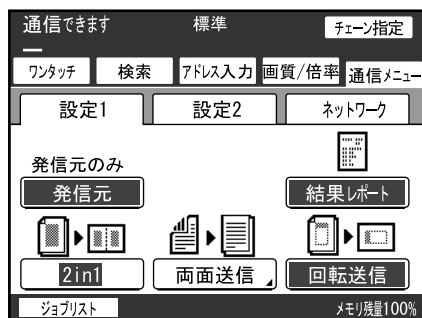 通信できます 標準 チェーン指定
ワンタッチ 検索 アドレス入力 画質/倍率 通信メニュー
設定1 設定2 ネットワーク
発信元のみ
発信元 結果レポート
2in1 両面送信 回転送信
ジョブリスト メモリ残量100%